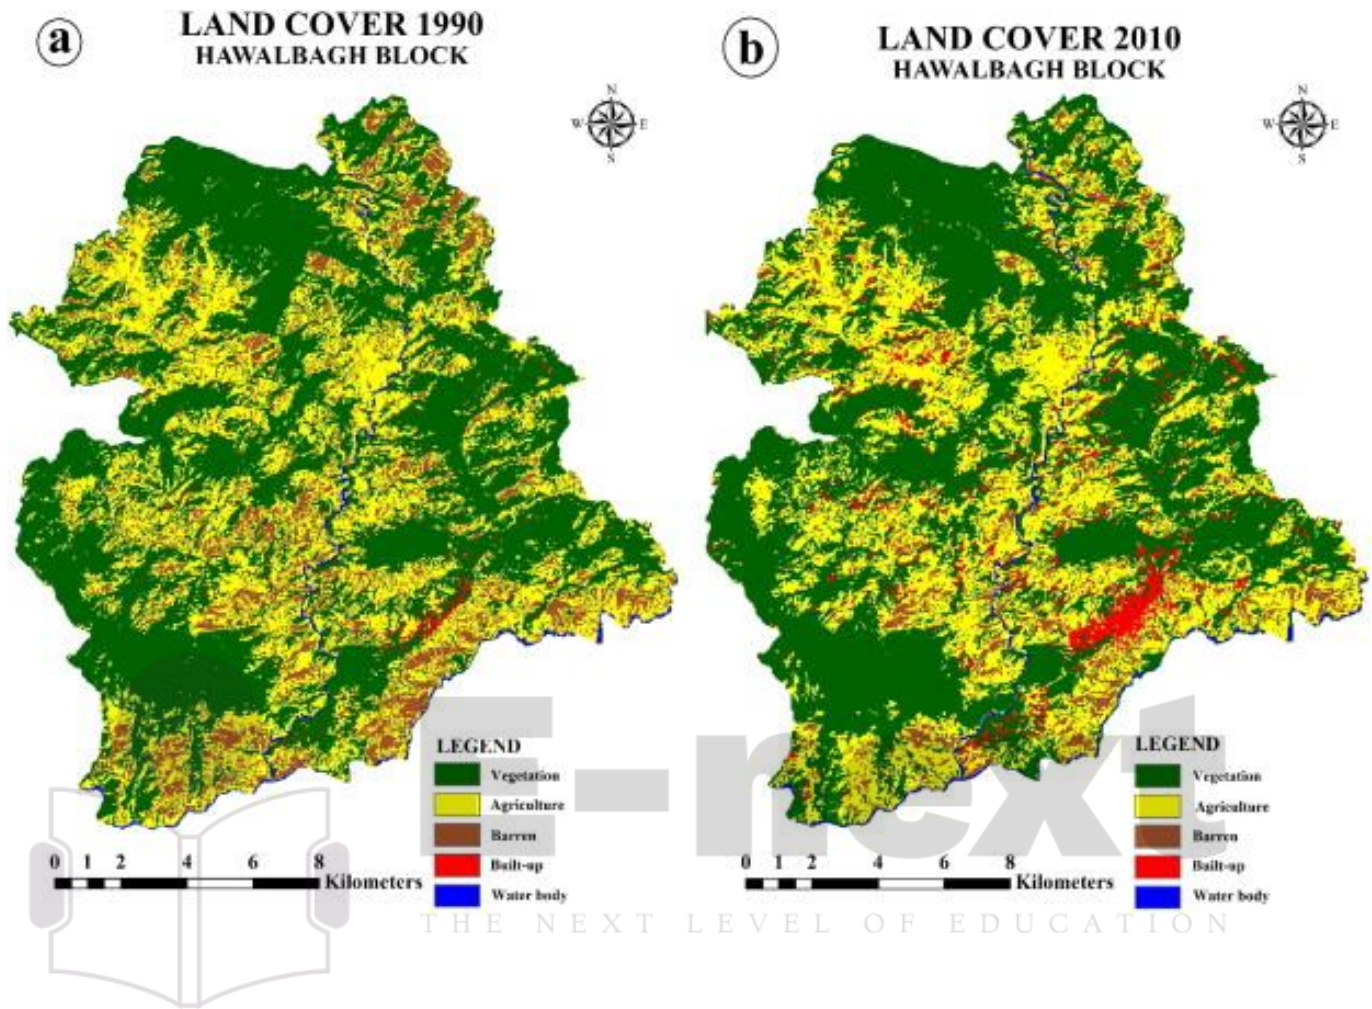 a
LAND COVER 1990
HAWALBAGH BLOCK
N
W
E
S
LEGEND
Vegetation
Agriculture
Barren
Built-up
Water body
0 1 2 4 6 8
Kilometers
b
LAND COVER 2010
HAWALBAGH BLOCK
N
W
E
S
LEGEND
Vegetation
Agriculture
Barren
Built-up
Water body
0 1 2 4 6 8
Kilometers
E-next
THE NEXT LEVEL OF EDUCATION